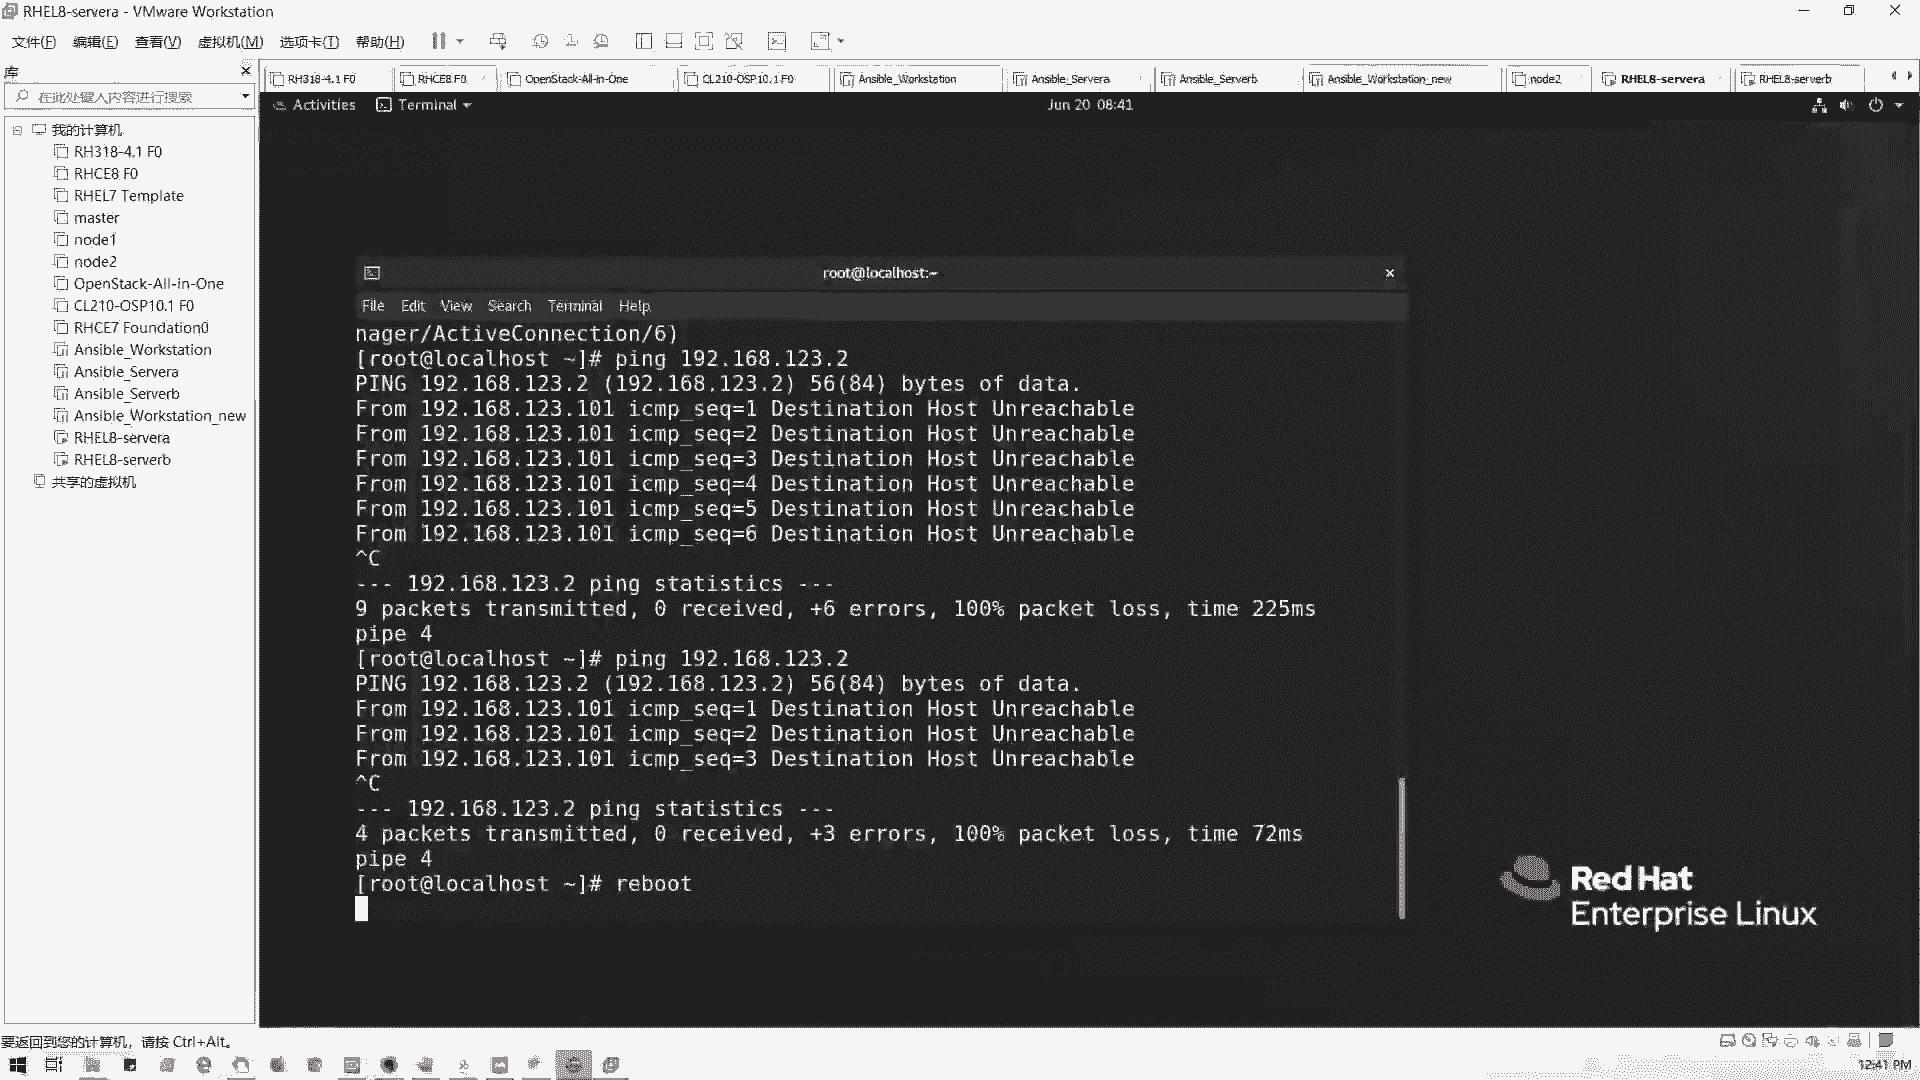 RHEL8-servera - VMware Workstation
文件(F) 编辑(E) 查看(V) 虚拟机(M) 选项卡(T) 帮助(H)
库
在此处键入内容进行搜索
我的计算机
RH318-4.1 F0
RHCE8 F0
RHEL7 Template
master
node1
node2
OpenStack-All-in-One
CL210-OSP10.1 F0
RHCE7 Foundation0
Ansible_Workstation
Ansible_Servera
Ansible_Serverb
Ansible_Workstation_new
RHEL8-servera
RHEL8-serverb
共享的虚拟机
RH318-4.1 F0 RHCE8 F0 OpenStack-All-in-One CL210-OSP10.1 F0 Ansible_Workstation Ansible_Servera Ansible_Serverb Ansible_Workstation_new node2 RHEL8-servera RHEL8-serverb
Activities Terminal Jun 20 08:41
root@localhost:~
File Edit View Search Terminal Help
nager/ActiveConnection/6)
[root@localhost ~]# ping 192.168.123.2
PING 192.168.123.2 (192.168.123.2) 56(84) bytes of data.
From 192.168.123.101 icmp_seq=1 Destination Host Unreachable
From 192.168.123.101 icmp_seq=2 Destination Host Unreachable
From 192.168.123.101 icmp_seq=3 Destination Host Unreachable
From 192.168.123.101 icmp_seq=4 Destination Host Unreachable
From 192.168.123.101 icmp_seq=5 Destination Host Unreachable
From 192.168.123.101 icmp_seq=6 Destination Host Unreachable
^C
--- 192.168.123.2 ping statistics ---
9 packets transmitted, 0 received, +6 errors, 100% packet loss, time 225ms
pipe 4
[root@localhost ~]# ping 192.168.123.2
PING 192.168.123.2 (192.168.123.2) 56(84) bytes of data.
From 192.168.123.101 icmp_seq=1 Destination Host Unreachable
From 192.168.123.101 icmp_seq=2 Destination Host Unreachable
From 192.168.123.101 icmp_seq=3 Destination Host Unreachable
^C
--- 192.168.123.2 ping statistics ---
4 packets transmitted, 0 received, +3 errors, 100% packet loss, time 72ms
pipe 4
[root@localhost ~]# reboot
Red Hat
Enterprise Linux
要返回到您的计算机，请按 Ctrl+Alt。
12:41 PM